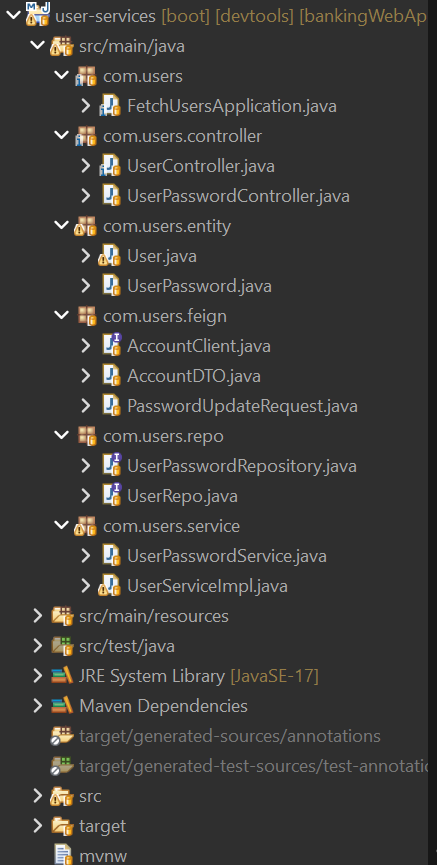 user-services [boot] [devtools] [bankingWebAp
src/main/java
com.users
FetchUsersApplication.java
com.users.controller
UserController.java
UserPasswordController.java
com.users.entity
User.java
UserPassword.java
com.users.feign
AccountClient.java
AccountDTO.java
PasswordUpdateRequest.java
com.users.repo
UserPasswordRepository.java
UserRepo.java
com.users.service
UserPasswordService.java
UserServiceImpl.java
src/main/resources
src/test/java
JRE System Library [JavaSE-17]
Maven Dependencies
target/generated-sources/annotations
target/generated-test-sources/test-annotatio
src
target
mvnw